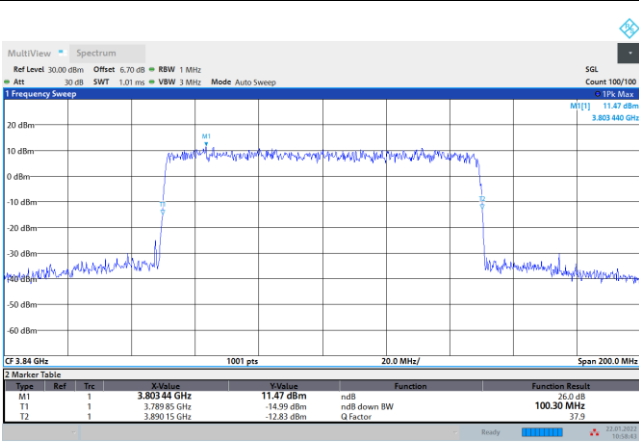 MultiView Spectrum
Ref Level 30.00 dBm Offset 6.70 dB RBW 1 MHz SGL
Att 30 dB SWT 1.01 ms VBW 3 MHz Mode Auto Sweep Count 100/100
1 Frequency Sweep 1Pk Max
M1[1] 11.47 dBm
3.803 440 GHz
20 dBm
M1
10 dBm
0 dBm
-10 dBm
T1
T2
-20 dBm
-30 dBm
-40 dBm
-50 dBm
-60 dBm
CF 3.84 GHz 1001 pts 20.0 MHz/ Span 200.0 MHz
2 Marker Table
Type Ref Trc X-Value Y-Value Function Function Result
M1 1 3.803 44 GHz 11.47 dBm ndB 26.0 dB
T1 1 3.789 85 GHz -14.99 dBm ndB down BW 100.30 MHz
T2 1 3.890 15 GHz -12.83 dBm Q Factor 37.9
Ready 22.01.2022
10:58:43